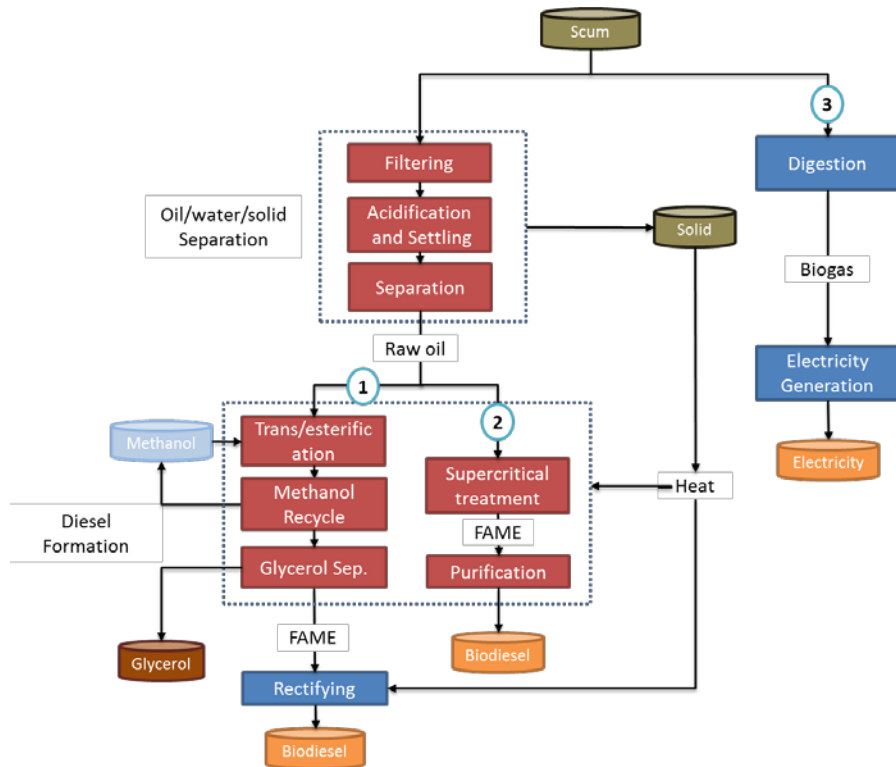 Scum
3
Filtering
Digestion
Oil/water/solid
Separation
Acidification
and Settling
Solid
Separation
Biogas
Raw oil
Electricity
Generation
1
2
Methanol
Trans/esterific
ation
Electricity
Supercritical
treatment
Methanol
Recycle
Heat
Diesel
Formation
FAME
Glycerol Sep.
Purification
FAME
Glycerol
Biodiesel
Rectifying
Biodiesel